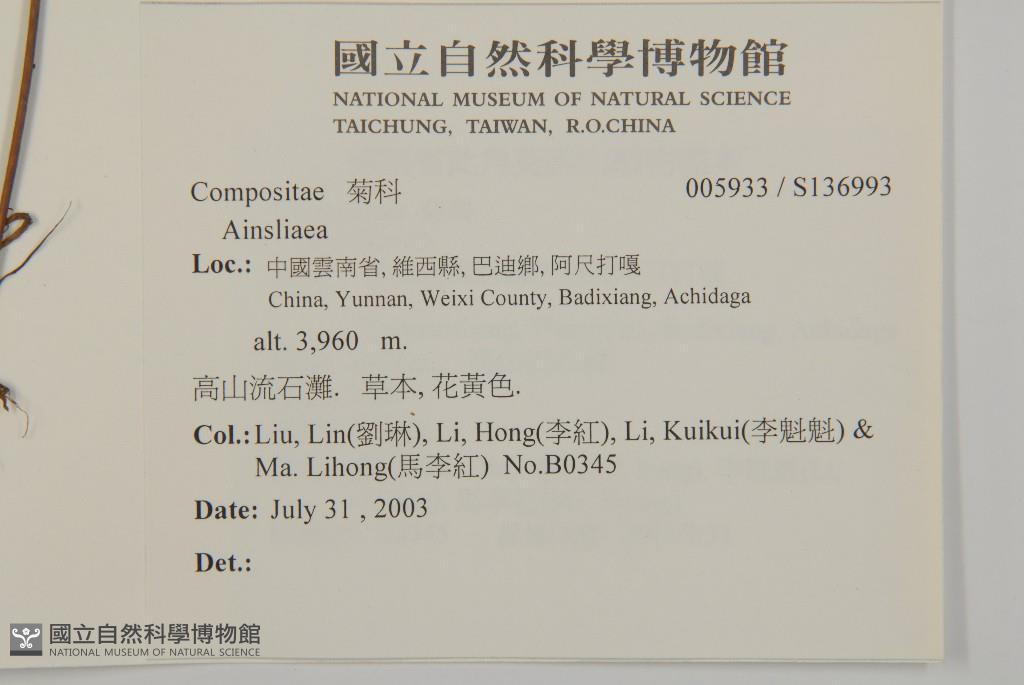 國立自然科學博物館
NATIONAL MUSEUM OF NATURAL SCIENCE
TAICHUNG, TAIWAN, R.O.CHINA
Compositae 菊科 005933 / S136993
Ainsliaea
Loc.: 中國雲南省, 維西縣, 巴迪鄉, 阿尺打嘎
China, Yunnan, Weixi County, Badixiang, Achidaga
alt. 3,960 m.
高山流石灘. 草本, 花黃色.
Col.: Liu, Lin(劉琳), Li, Hong(李紅), Li, Kuikui(李魁魁) &
Ma. Lihong(馬李紅) No.B0345
Date: July 31 , 2003
Det.:
國立自然科學博物館
NATIONAL MUSEUM OF NATURAL SCIENCE